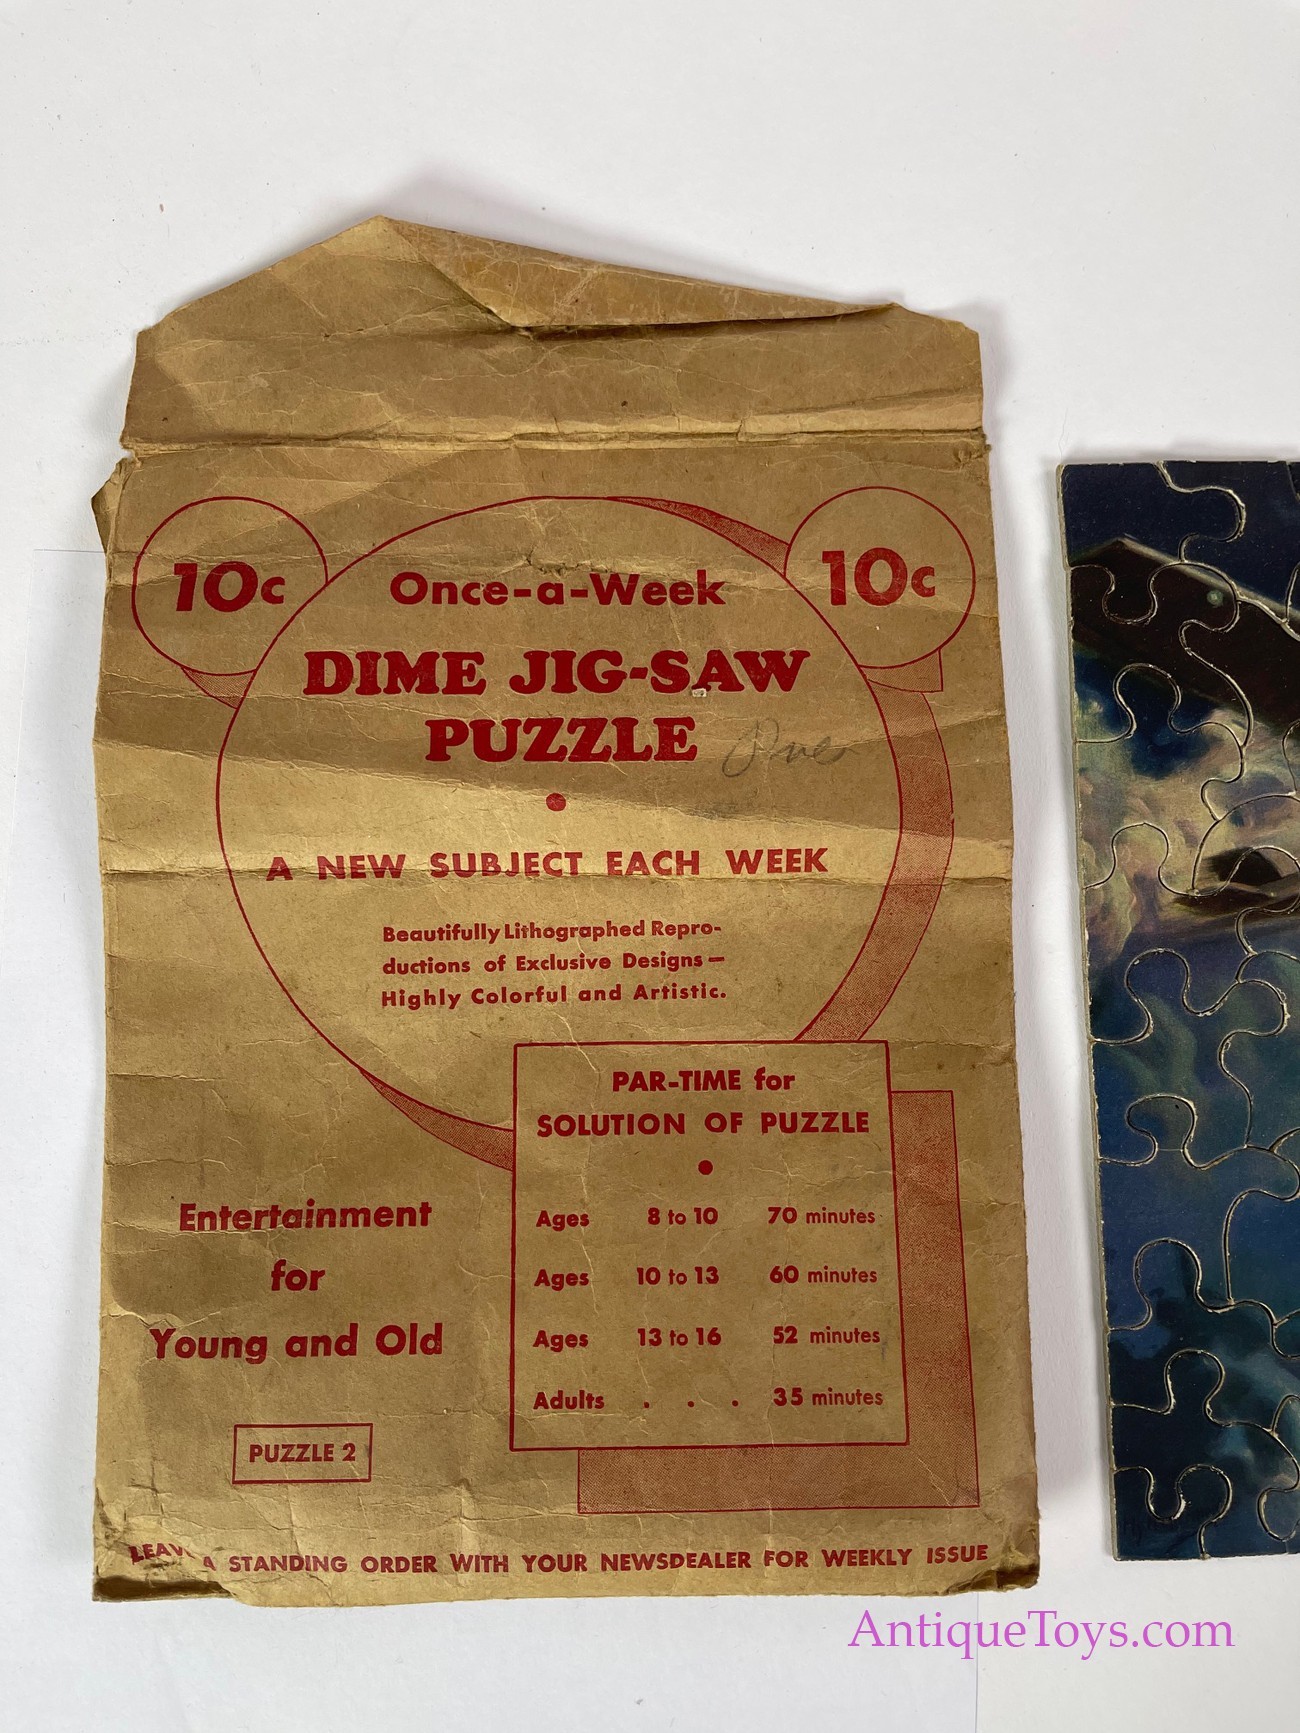 10c
10c
Once-a-Week
DIME JIG-SAW
PUZZLE
A NEW SUBJECT EACH WEEK
Beautifully Lithographed Repro-
ductions of Exclusive Designs—
Highly Colorful and Artistic.
PAR-TIME for
SOLUTION OF PUZZLE
Ages 8 to 10 70 minutes
Ages 10 to 13 60 minutes
Ages 13 to 16 52 minutes
Adults . . . 35 minutes
Entertainment
for
Young and Old
PUZZLE 2
LEAVE A STANDING ORDER WITH YOUR NEWSDEALER FOR WEEKLY ISSUE
AntiqueToys.com